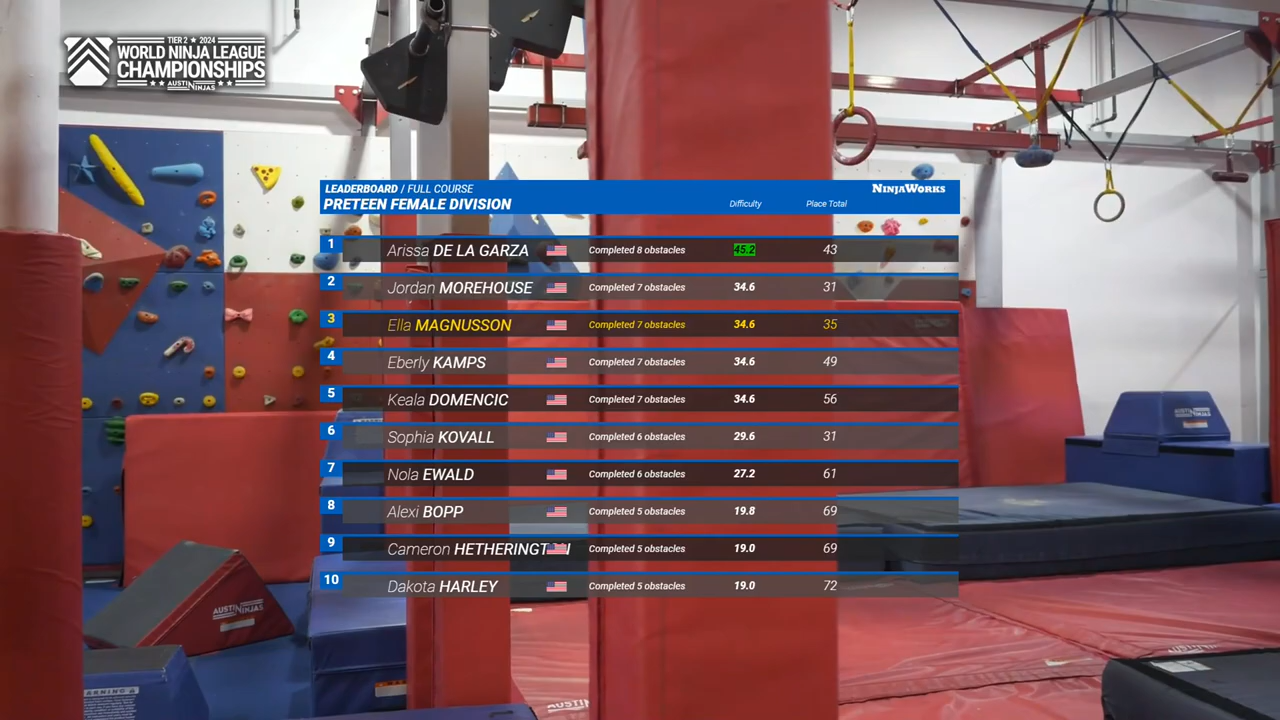 TIER 2 ★ 2024
WORLD NINJA LEAGUE
CHAMPIONSHIPS
AUSTIN NINJAS
LEADERBOARD / FULL COURSE
NINJAWORKS
PRETEEN FEMALE DIVISION
Difficulty Place Total
1 Arissa DE LA GARZA Completed 8 obstacles 45.2 43
2 Jordan MOREHOUSE Completed 7 obstacles 34.6 31
3 Ella MAGNUSSON Completed 7 obstacles 34.6 35
4 Eberly KAMPS Completed 7 obstacles 34.6 49
5 Keala DOMENCIC Completed 7 obstacles 34.6 56
6 Sophia KOVALL Completed 6 obstacles 29.6 31
7 Nola EWALD Completed 6 obstacles 27.2 61
8 Alexi BOPP Completed 5 obstacles 19.8 69
9 Cameron HETHERINGTON Completed 5 obstacles 19.0 69
10 Dakota HARLEY Completed 5 obstacles 19.0 72
AUSTIN NINJAS
AUSTIN NINJAS
WARNING
AUSTIN